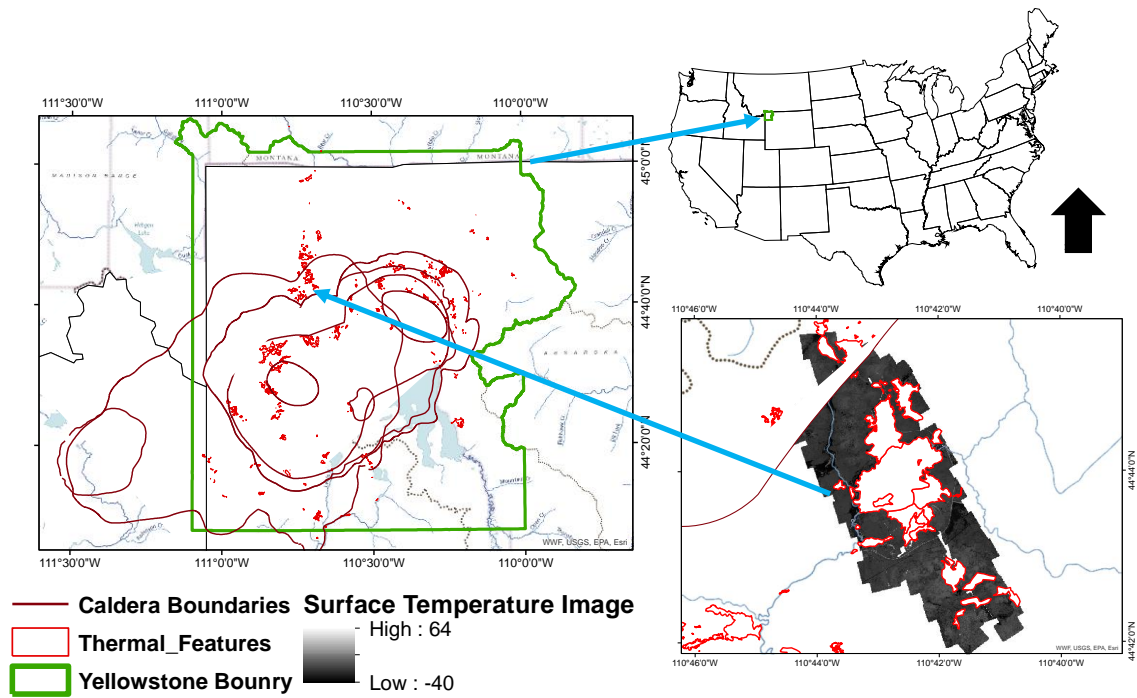 111°30'0"W 111°0'0"W 110°30'0"W 110°0'0"W
45°0'0"N
44°40'0"N
44°20'0"N
MONTANA
MONTANA
MADISON RANGE
ABSAROKA
WWF, USGS, EPA, Esri
111°30'0"W 111°0'0"W 110°30'0"W 110°0'0"W
110°46'0"W 110°44'0"W 110°42'0"W 110°40'0"W
44°44'0"N
44°42'0"N
WWF, USGS, EPA, Esri
110°46'0"W 110°44'0"W 110°42'0"W 110°40'0"W
Caldera Boundaries
Thermal_Features
Yellowstone Bounry
Surface Temperature Image
High : 64
Low : -40